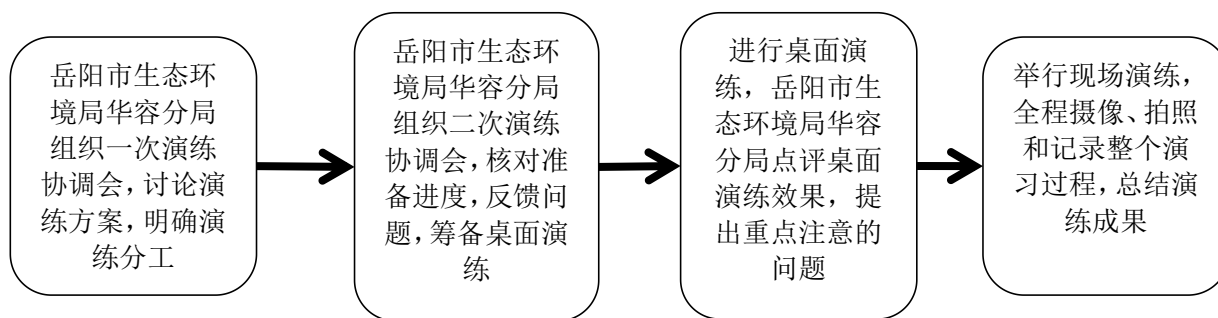 岳阳市生态环
境局华容分局
组织一次演练
协调会，讨论演
练方案，明确演
练分工
岳阳市生态环
境局华容分局
组织二次演练
协调会，核对准
备进度，反馈问
题，筹备桌面演
练
进行桌面演
练，岳阳市生
态环境局华容
分局点评桌面
演练效果，提
出重点注意的
问题
举行现场演练，
全程摄像、拍照
和记录整个演
习过程，总结演
练成果